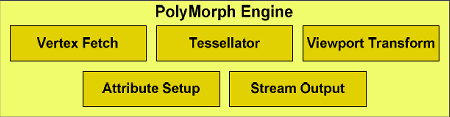 PolyMorph Engine
Vertex Fetch
Tessellator
Viewport Transform
Attribute Setup
Stream Output